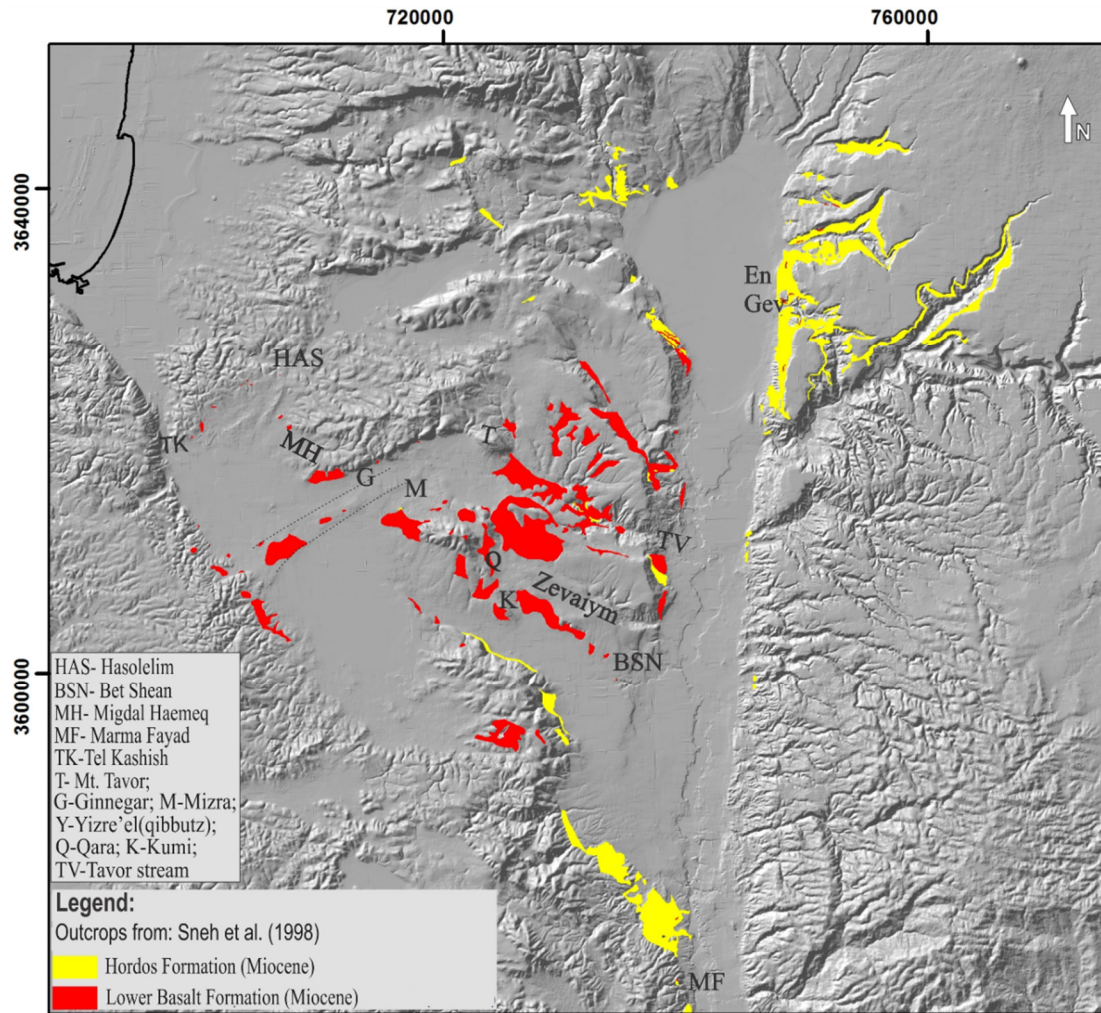 720000
760000
N
3640000
En
Gev
HAS
TK
MH
T
G
M
TV
Q
Zevaiym
K
BSN
3600000
HAS- Hasolelim
BSN- Bet Shean
MH- Migdal Haemeq
MF- Marma Fayad
TK-Tel Kashish
T- Mt. Tavor;
G-Ginnegar; M-Mizra;
Y-Yizre'el(qibbutz);
Q-Qara; K-Kumi;
TV-Tavor stream
MF
Legend:
Outcrops from: Sneh et al. (1998)
Hordos Formation (Miocene)
Lower Basalt Formation (Miocene)